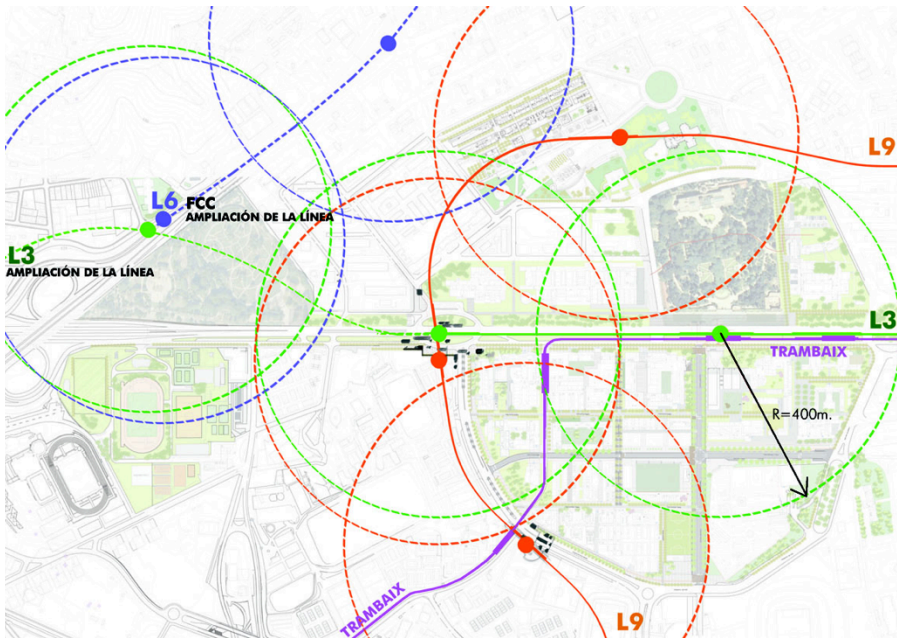 L9
L6 FCC
AMPLIACIÓN DE LA LÍNEA
L3
AMPLIACIÓN DE LA LÍNEA
L3
TRAMBAIX
R=400m.
TRAMBAIX
L9